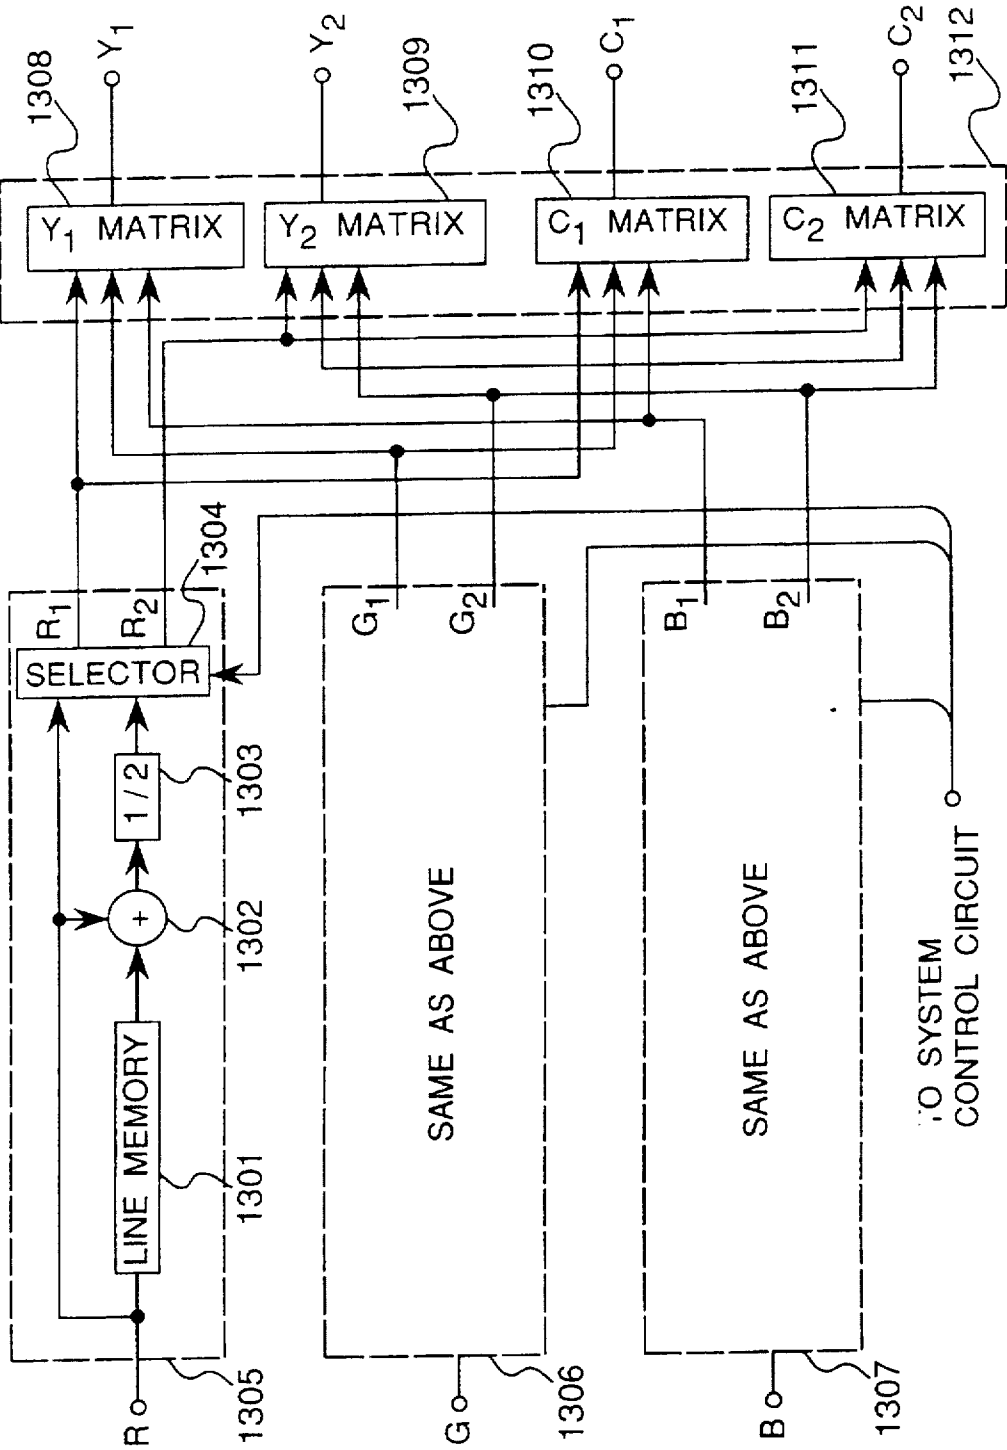 R
1305
LINE MEMORY
1301
+
1302
1/2
1303
SELECTOR
1304
R1
R2
G
1306
SAME AS ABOVE
G1
G2
B
1307
SAME AS ABOVE
B1
B2
TO SYSTEM
CONTROL CIRCUIT
Y1 MATRIX
1308
Y1
Y2 MATRIX
1309
Y2
C1 MATRIX
1310
C1
C2 MATRIX
1311
C2
1312